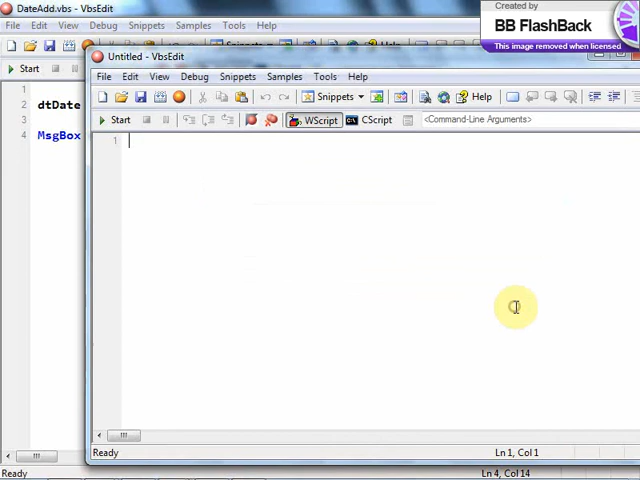 DateAdd.vbs - VbsEdit
File Edit View Debug Snippets Samples Tools Help
Start
1
2 dtDate
3
4 MsgBox
Ready
Ln 4, Col 14
Created by
BB FlashBack
This image removed when licensed
Untitled - VbsEdit
File Edit View Debug Snippets Samples Tools Help
Snippets Help
Start WScript CScript <Command-Line Arguments>
1
Ready
Ln 1, Col 1